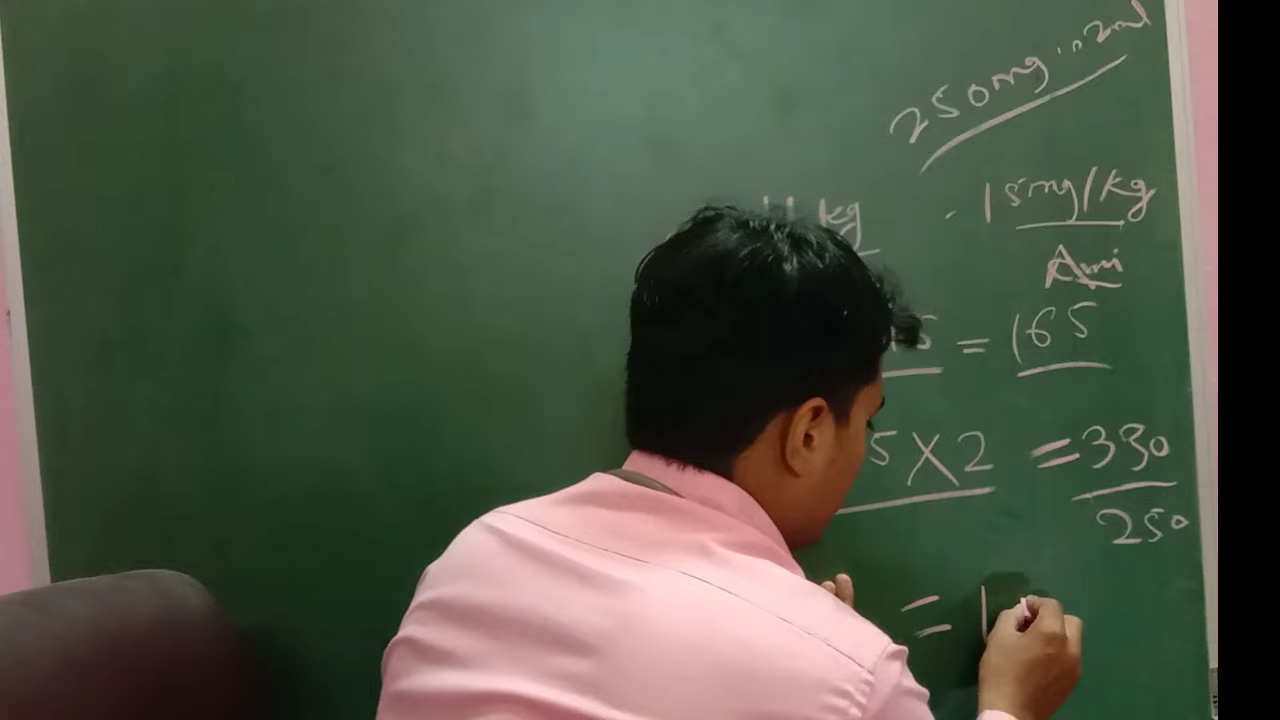 250mg in 2ml
kg - 15mg/kg
Ami
= 165
5 X 2 = 330
250
= 1